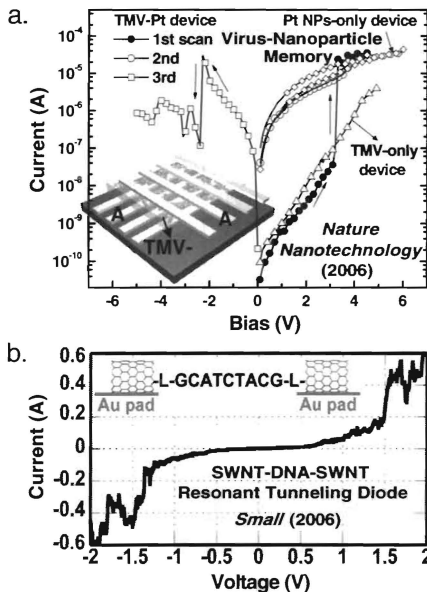 a.
TMV-Pt device
1st scan
2nd
3rd
Virus-Nanoparticle
Memory
Pt NPs-only device
TMV-only
device
Nature
Nanotechnology
(2006)
A
A
TMV-
Current (A)
10-4
10-5
10-6
10-7
10-8
10-9
10-10
-6 -4 -2 0 2 4 6
Bias (V)
b.
-L-GCATCTACG-L-
Au pad
Au pad
SWNT-DNA-SWNT
Resonant Tunneling Diode
Small (2006)
Current (A)
0.6
0.4
0.2
0
-0.2
-0.4
-0.6
-2 -1.5 -1 -0.5 0 0.5 1 1.5 2
Voltage (V)